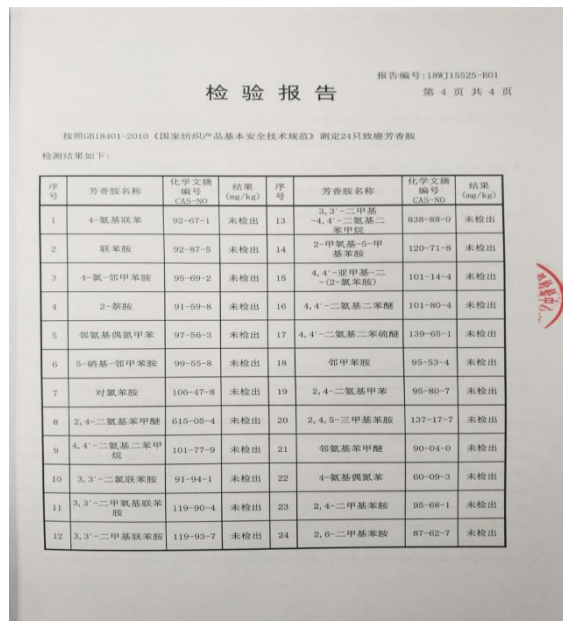 报告编号:18WJ15525-B01
检验报告
第 4 页 共 4 页
按照GB18401-2010《国家纺织产品基本安全技术规范》测定24只致癌芳香胺
检测结果如下:
序号 芳香胺名称 化学文摘编号CAS-NO 结果(mg/kg) 序号 芳香胺名称 化学文摘编号CAS-NO 结果(mg/kg)
1 4-氨基联苯 92-67-1 未检出 13 3,3'-二甲基-4,4'-二氨基二苯甲烷 838-88-0 未检出
2 联苯胺 92-87-5 未检出 14 2-甲氧基-5-甲基苯胺 120-71-8 未检出
3 4-氯-邻甲苯胺 95-69-2 未检出 15 4,4'-亚甲基-二-(2-氯苯胺) 101-14-4 未检出
4 2-萘胺 91-59-8 未检出 16 4,4'-二氨基二苯醚 101-80-4 未检出
5 邻氨基偶氮甲苯 97-56-3 未检出 17 4,4'-二氨基二苯硫醚 139-65-1 未检出
6 5-硝基-邻甲苯胺 99-55-8 未检出 18 邻甲苯胺 95-53-4 未检出
7 对氯苯胺 106-47-8 未检出 19 2,4-二氨基甲苯 95-80-7 未检出
8 2,4-二氨基苯甲醚 615-05-4 未检出 20 2,4,5-三甲基苯胺 137-17-7 未检出
9 4,4'-二氨基二苯甲烷 101-77-9 未检出 21 邻氨基苯甲醚 90-04-0 未检出
10 3,3'-二氯联苯胺 91-94-1 未检出 22 4-氨基偶氮苯 60-09-3 未检出
11 3,3'-二甲氧基联苯胺 119-90-4 未检出 23 2,4-二甲基苯胺 95-68-1 未检出
12 3,3'-二甲基联苯胺 119-93-7 未检出 24 2,6-二甲基苯胺 87-62-7 未检出